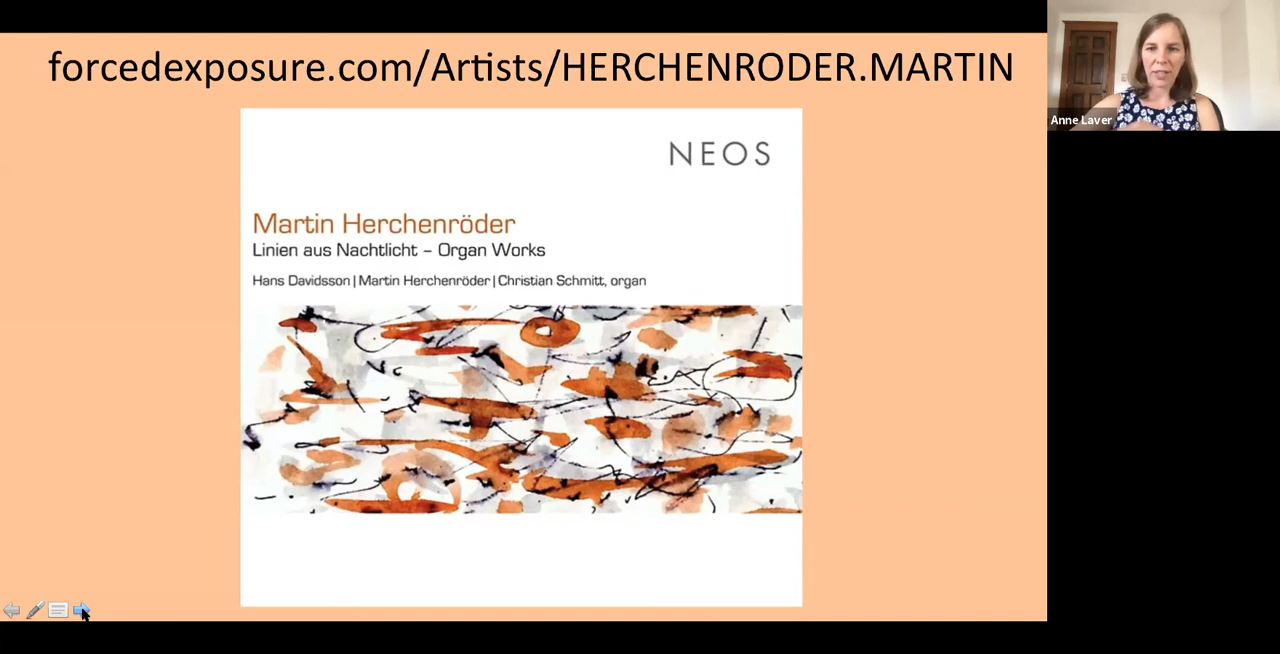 forcedexposure.com/Artists/HERCHENRODER.MARTIN
Anne Laver
NEOS
Martin Herchenröder
Linien aus Nachtlicht – Organ Works
Hans Davidsson | Martin Herchenröder | Christian Schmitt, organ